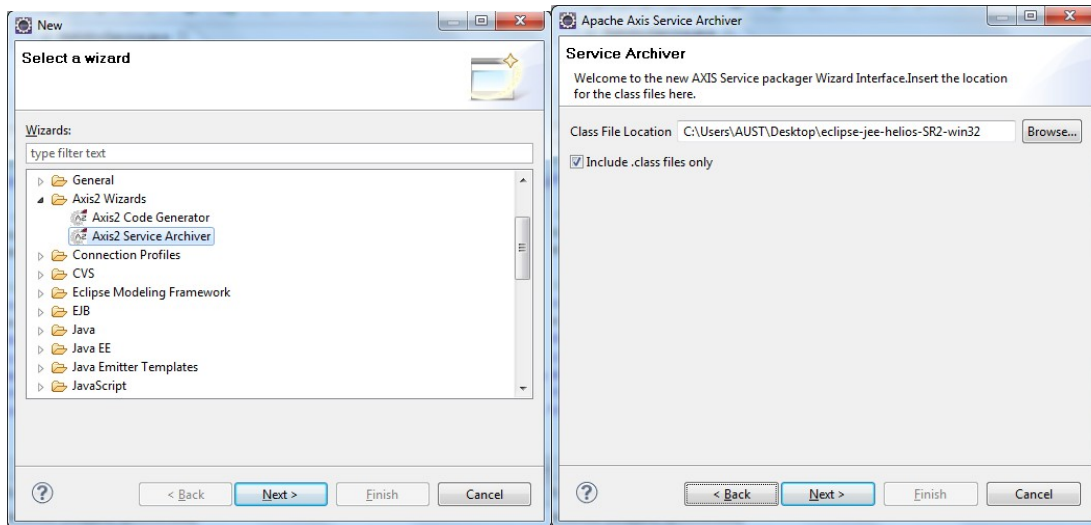 New
Select a wizard
Wizards:
type filter text
General
Axis2 Wizards
Axis2 Code Generator
Axis2 Service Archiver
Connection Profiles
CVS
Eclipse Modeling Framework
EJB
Java
Java EE
Java Emitter Templates
JavaScript
< Back
Next >
Finish
Cancel
Apache Axis Service Archiver
Service Archiver
Welcome to the new AXIS Service packager Wizard Interface.Insert the location
for the class files here.
Class File Location
C:\Users\AUST\Desktop\eclipse-jee-helios-SR2-win32
Browse...
Include .class files only
< Back
Next >
Finish
Cancel